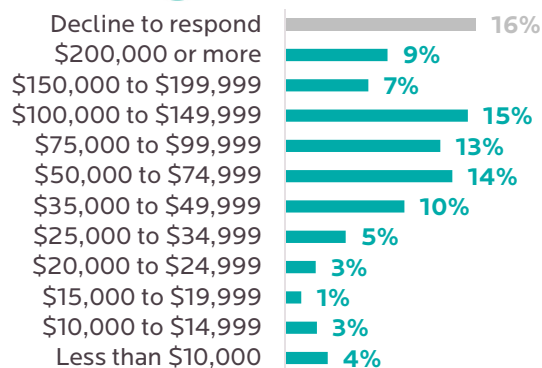 Decline to respond 16%
$200,000 or more 9%
$150,000 to $199,999 7%
$100,000 to $149,999 15%
$75,000 to $99,999 13%
$50,000 to $74,999 14%
$35,000 to $49,999 10%
$25,000 to $34,999 5%
$20,000 to $24,999 3%
$15,000 to $19,999 1%
$10,000 to $14,999 3%
Less than $10,000 4%